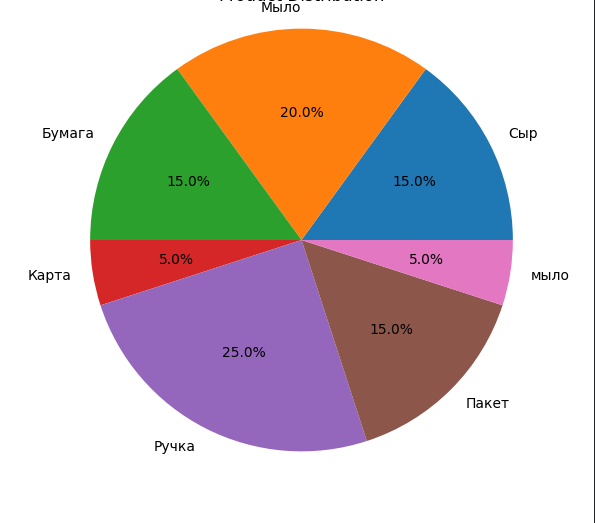 Мыло
20.0%
Бумага
Сыр
15.0%
15.0%
5.0%
5.0%
Карта
мыло
15.0%
25.0%
Пакет
Ручка